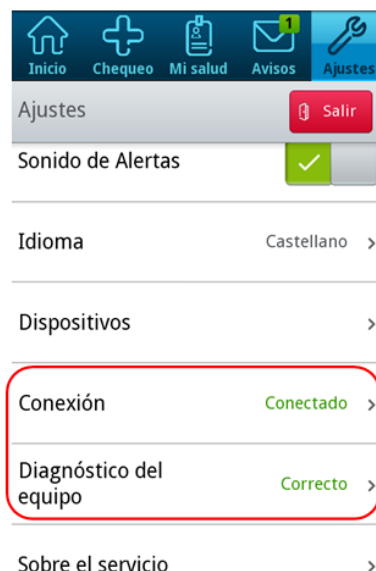 1
Inicio Chequeo Mi salud Avisos Ajustes
Ajustes Salir
Sonido de Alertas
Idioma Castellano
Dispositivos
Conexión Conectado
Diagnóstico del
equipo Correcto
Sobre el servicio